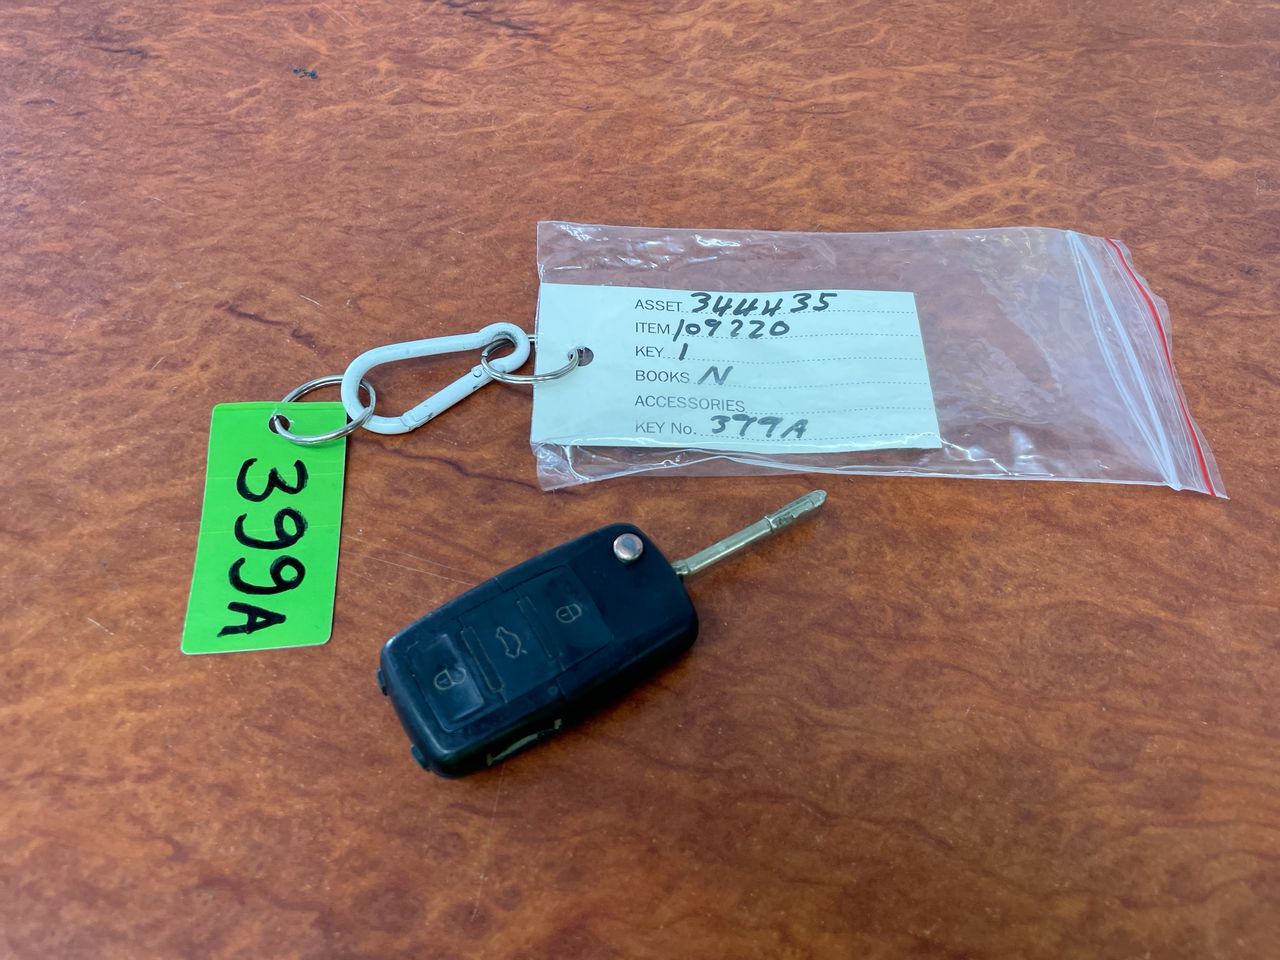 ASSET 344435
ITEM 109220
KEY 1
BOOKS N
ACCESSORIES
KEY No. 399A
399A